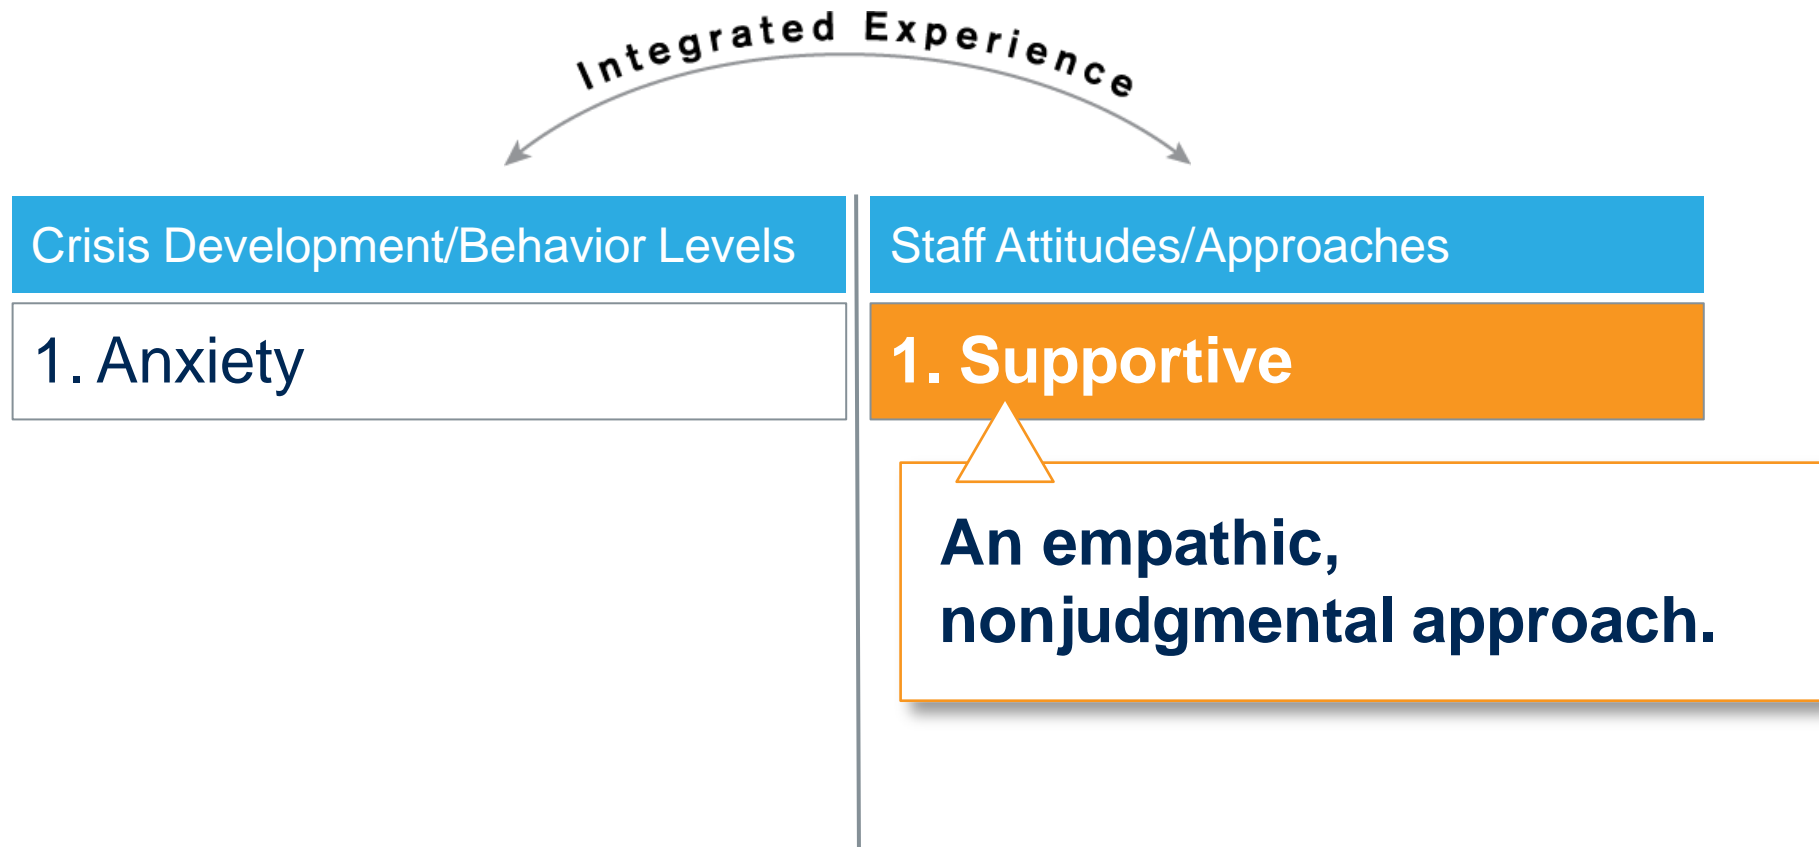 Integrated Experience
Crisis Development/Behavior Levels
Staff Attitudes/Approaches
1. Anxiety
1. Supportive
An empathic,
nonjudgmental approach.